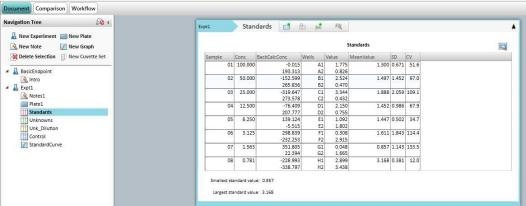 Document Comparison Workflow
Navigation Tree
New Experiment New Plate
New Note New Graph
Delete Selection New Cuvette Set
BasicEndpoint
Intro
Expt1
Notes1
Plate1
Standards
Unknowns
Unk_Dilution
Control
StandardCurve
Expt1 Standards
Standards
Sample Conc BackCalcConc Wells Value MeanValue SD CV
01 100.000 -0.015 A1 1.775 1.300 0.671 51.6
193.313 A2 0.826
02 50.000 -152.599 B1 2.524 1.497 1.452 97.0
265.856 B2 0.470
03 25.000 -319.647 C1 3.344 1.888 2.059 109.1
273.578 C2 0.432
04 12.500 -76.409 D1 2.150 1.452 0.986 67.9
207.777 D2 0.755
05 6.250 139.124 E1 1.092 1.447 0.502 34.7
-5.515 E2 1.802
06 3.125 298.839 F1 0.308 1.611 1.843 114.4
-232.253 F2 2.915
07 1.563 351.805 G1 0.048 0.857 1.143 133.5
22.394 G2 1.665
08 0.781 -228.993 H1 2.899 3.168 0.381 12.0
-338.787 H2 3.438
Smallest standard value: 0.857
Largest standard value: 3.168